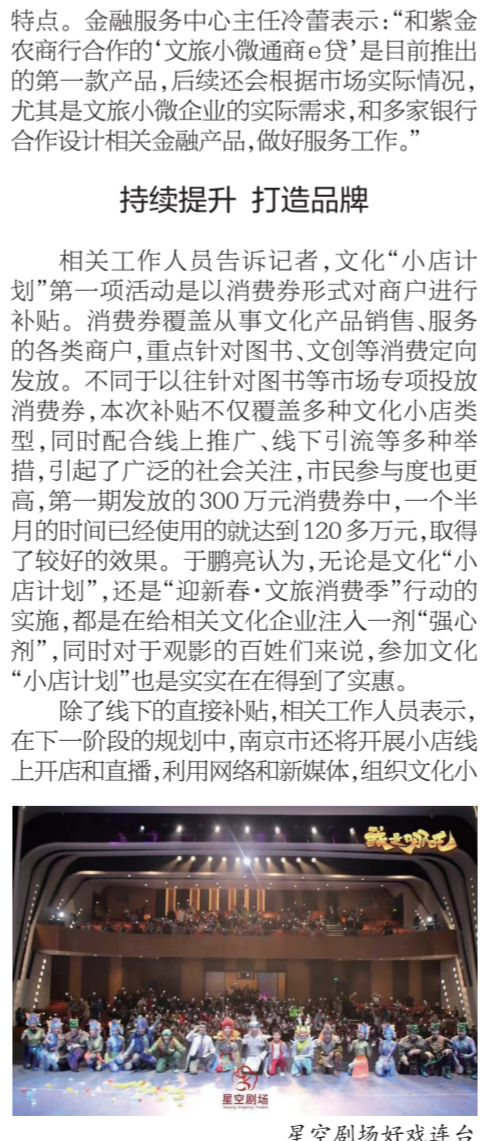 特点。金融服务中心主任冷蕾表示:“和紫金
农商行合作的‘文旅小微通商e贷’是目前推出
的第一款产品,后续还会根据市场实际情况,
尤其是文旅小微企业的实际需求,和多家银行
合作设计相关金融产品,做好服务工作。”
持续提升 打造品牌
相关工作人员告诉记者,文化“小店计
划”第一项活动是以消费券形式对商户进行
补贴。消费券覆盖从事文化产品销售、服务
的各类商户,重点针对图书、文创等消费定向
发放。不同于以往针对图书等市场专项投放
消费券,本次补贴不仅覆盖多种文化小店类
型,同时配合线上推广、线下引流等多种举
措,引起了广泛的社会关注,市民参与度也更
高,第一期发放的300万元消费券中,一个半
月的时间已经使用的就达到120多万元,取得
了较好的效果。于鹏亮认为,无论是文化“小
店计划”,还是“迎新春·文旅消费季”行动的
实施,都是在给相关文化企业注入一剂“强心
剂”,同时对于观影的百姓们来说,参加文化
“小店计划”也是实实在在得到了实惠。
除了线下的直接补贴,相关工作人员表示,
在下一阶段的规划中,南京市还将开展小店线
上开店和直播,利用网络和新媒体,组织文化小
星空剧场
星空剧场好戏连台